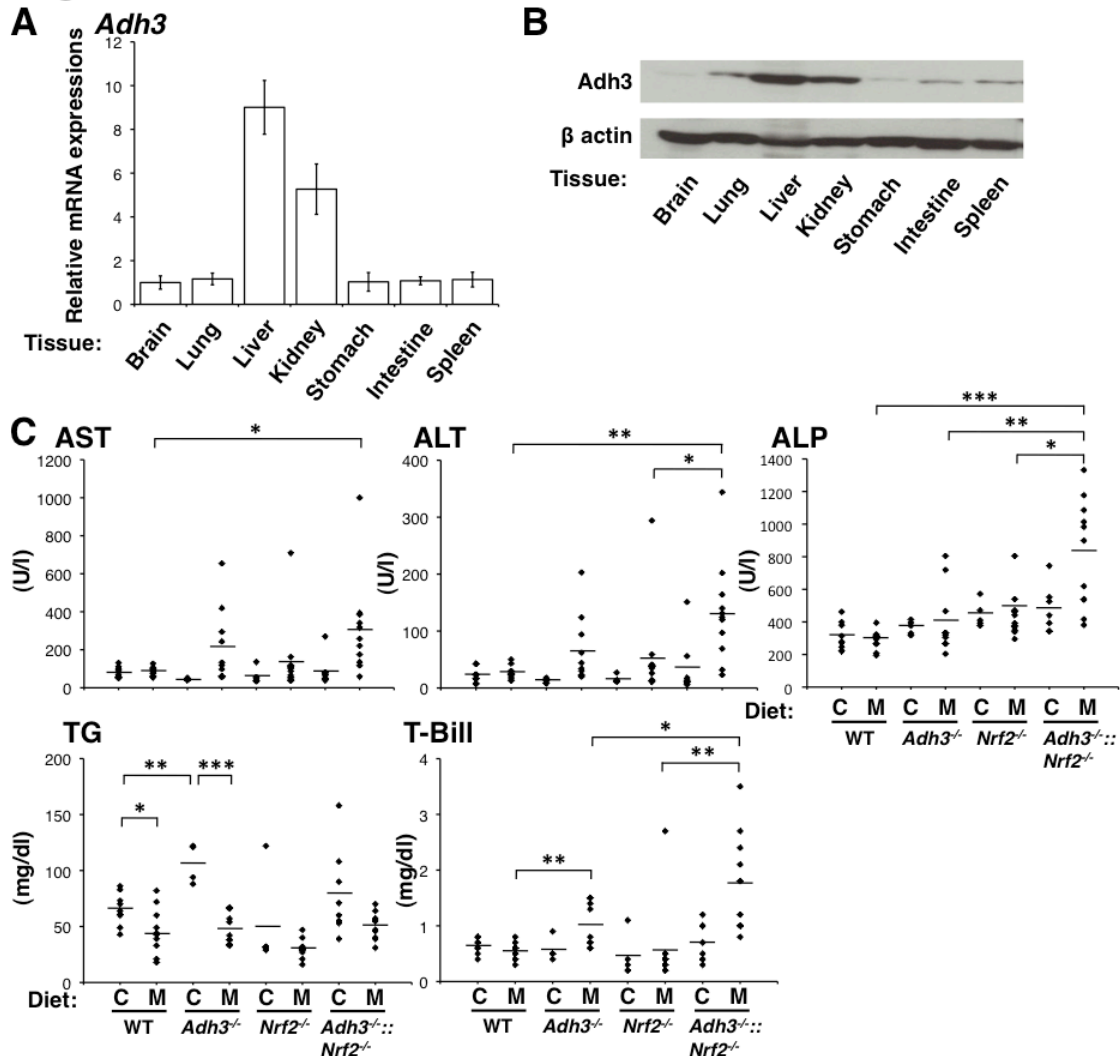 A
Adh3
Relative mRNA expressions
12
10
8
6
4
2
0
Tissue:
Brain
Lung
Liver
Kidney
Stomach
Intestine
Spleen
B
Adh3
β actin
Tissue:
Brain
Lung
Liver
Kidney
Stomach
Intestine
Spleen
C
AST
*
(U/l)
1200
1000
800
600
400
200
0
ALT
**
*
(U/l)
400
300
200
100
0
ALP
***
**
*
(U/l)
1400
1200
1000
800
600
400
200
0
Diet:
C M C M C M C M
WT Adh3-/- Nrf2-/- Adh3-/-::
Nrf2-/-
TG
** ***
*
(mg/dl)
200
150
100
50
0
Diet: C M C M C M C M
WT Adh3-/- Nrf2-/- Adh3-/-::
Nrf2-/-
T-Bill
*
**
**
(mg/dl)
4
3
2
1
0
C M C M C M C M
WT Adh3-/- Nrf2-/- Adh3-/-::
Nrf2-/-